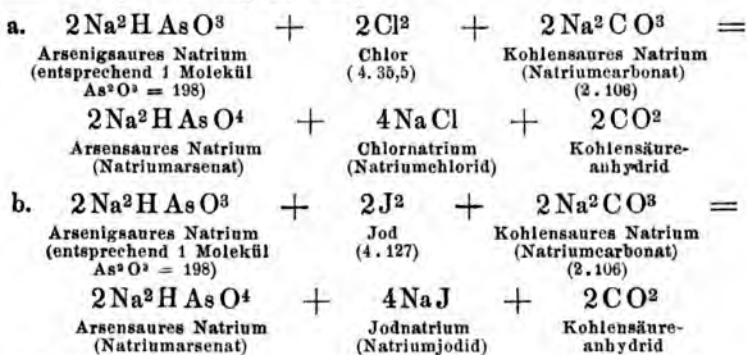 a. 2Na²HAsO³ + 2Cl² + 2Na²CO³ =
Arsenigsaures Natrium Chlor Kohlensaures Natrium
(entsprechend 1 Molekül (4.35,5) (Natriumcarbonat)
As²O³ = 198) (2.106)
2Na²HAsO⁴ + 4NaCl + 2CO²
Arsensaures Natrium Chlornatrium Kohlensäure-
(Natriumarsenat) (Natriumchlorid) anhydrid
b. 2Na²HAsO³ + 2J² + 2Na²CO³ =
Arsenigsaures Natrium Jod Kohlensaures Natrium
(entsprechend 1 Molekül (4.127) (Natriumcarbonat)
As²O³ = 198) (2.106)
2Na²HAsO⁴ + 4NaJ + 2CO²
Arsensaures Natrium Jodnatrium Kohlensäure-
(Natriumarsenat) (Natriumjodid) anhydrid